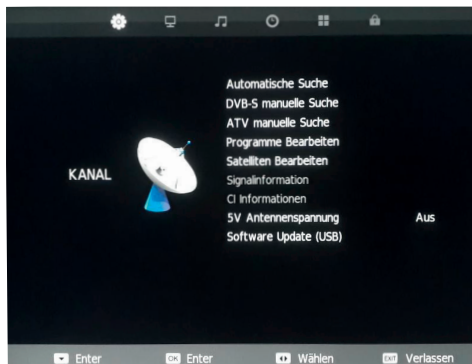 KANAL
Automatische Suche
DVB-S manuelle Suche
ATV manuelle Suche
Programme Bearbeiten
Satelliten Bearbeiten
Signalinformation
CI Informationen
5V Antennenspannung Aus
Software Update (USB)
Enter OK Enter Wählen EXIT Verlassen